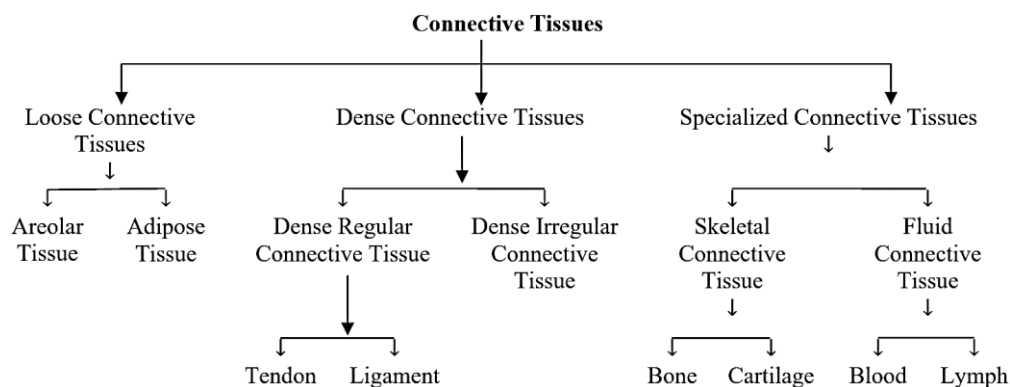 Connective Tissues
Loose Connective
Tissues
Dense Connective Tissues
Specialized Connective Tissues
Areolar
Tissue
Adipose
Tissue
Dense Regular
Connective Tissue
Dense Irregular
Connective
Tissue
Skeletal
Connective
Tissue
Fluid
Connective
Tissue
Tendon
Ligament
Bone
Cartilage
Blood
Lymph